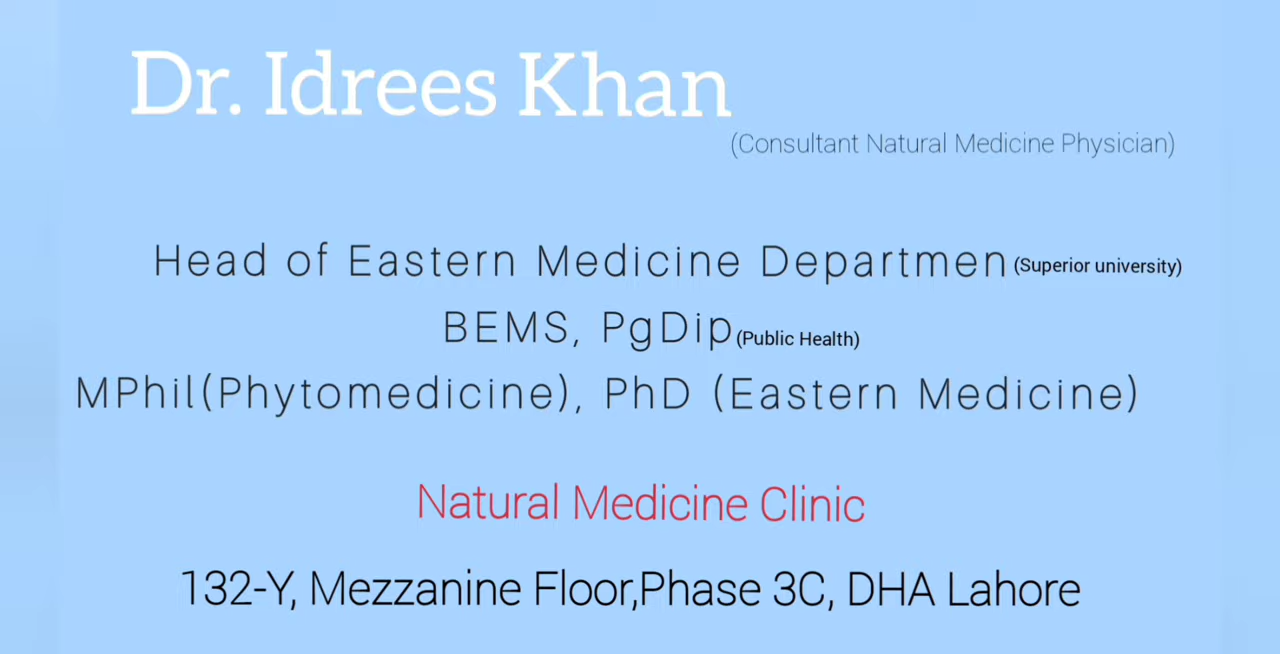 Dr. Idrees Khan
(Consultant Natural Medicine Physician)
Head of Eastern Medicine Departmen (Superior university)
BEMS, PgDip (Public Health)
MPhil(Phytomedicine), PhD (Eastern Medicine)
Natural Medicine Clinic
132-Y, Mezzanine Floor,Phase 3C, DHA Lahore